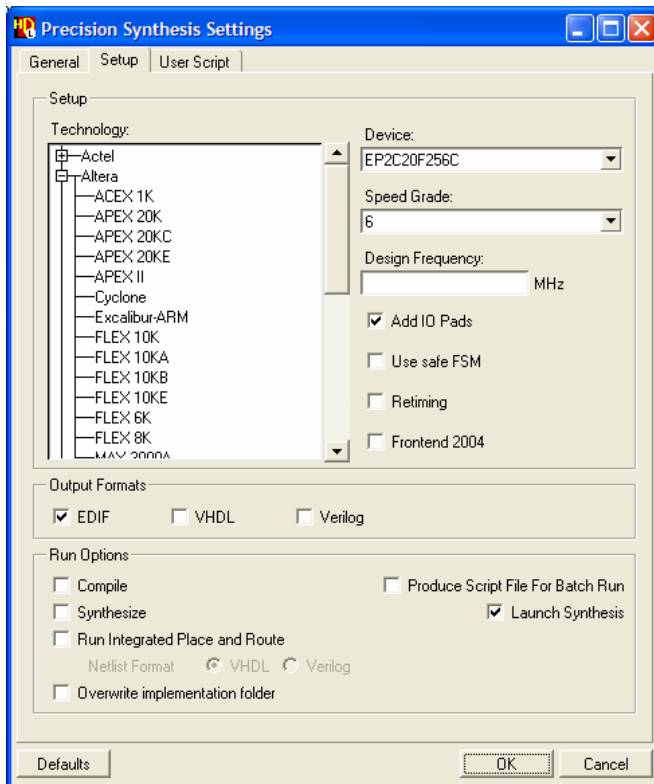 Precision Synthesis Settings
General Setup User Script
Setup
Technology:
Actel
Altera
ACEX 1K
APEX 20K
APEX 20KC
APEX 20KE
APEX II
Cyclone
Excalibur-ARM
FLEX 10K
FLEX 10KA
FLEX 10KB
FLEX 10KE
FLEX 6K
FLEX 8K
MAX 3000A
Device:
EP2C20F256C
Speed Grade:
6
Design Frequency:
MHz
Add IO Pads
Use safe FSM
Retiming
Frontend 2004
Output Formats
EDIF VHDL Verilog
Run Options
Compile Produce Script File For Batch Run
Synthesize Launch Synthesis
Run Integrated Place and Route
Netlist Format VHDL Verilog
Overwrite implementation folder
Defaults OK Cancel